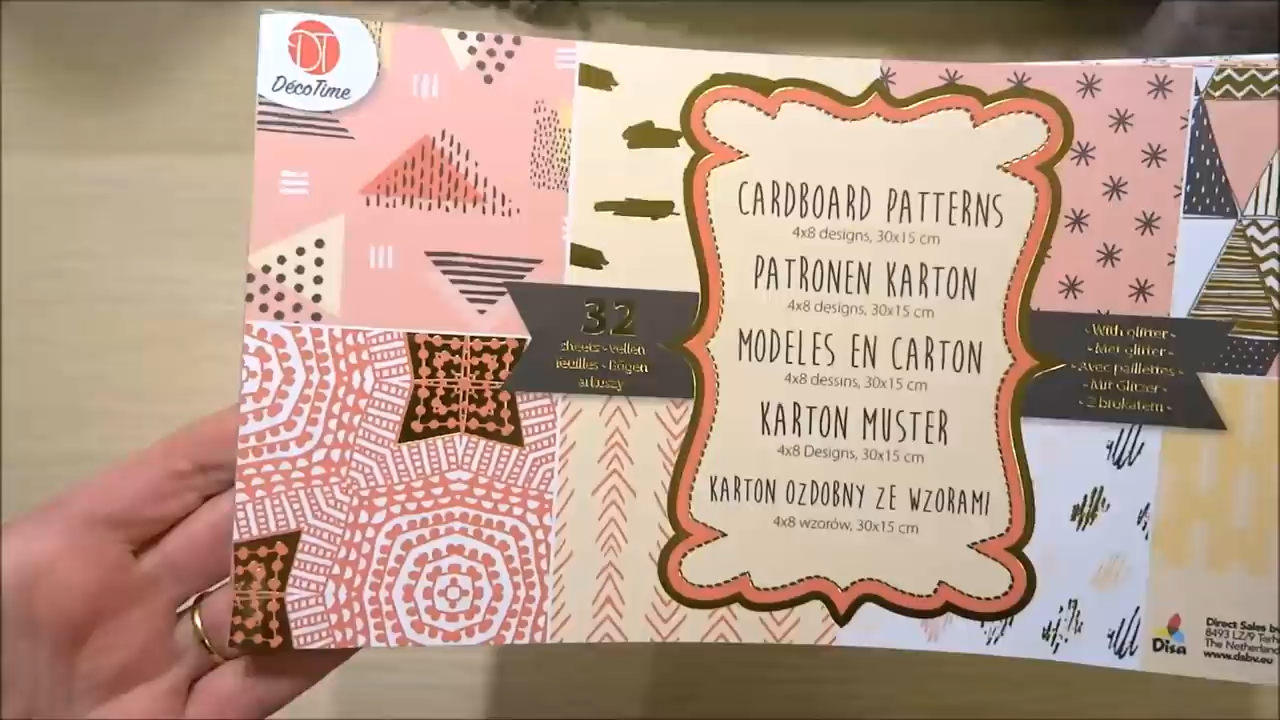 DT
DécoTime
CARDBOARD PATTERNS
4x8 designs, 30x15 cm
PATRONEN KARTON
4x8 designs, 30x15 cm
MODELES EN CARTON
4x8 dessins, 30x15 cm
KARTON MUSTER
4x8 Designs, 30x15 cm
KARTON OZDOBNY ZE WZORAMI
4x8 wzorów, 30x15 cm
32
sheets - vellen
feuilles - Bögen
arkuszy
- With glitter -
- Met glitter -
- Avec paillettes -
- Mit Glitzer -
- Z brokatem -
Disa
Direct Sales
8493 LZ/9
The Netherland
www.dsbv.eu